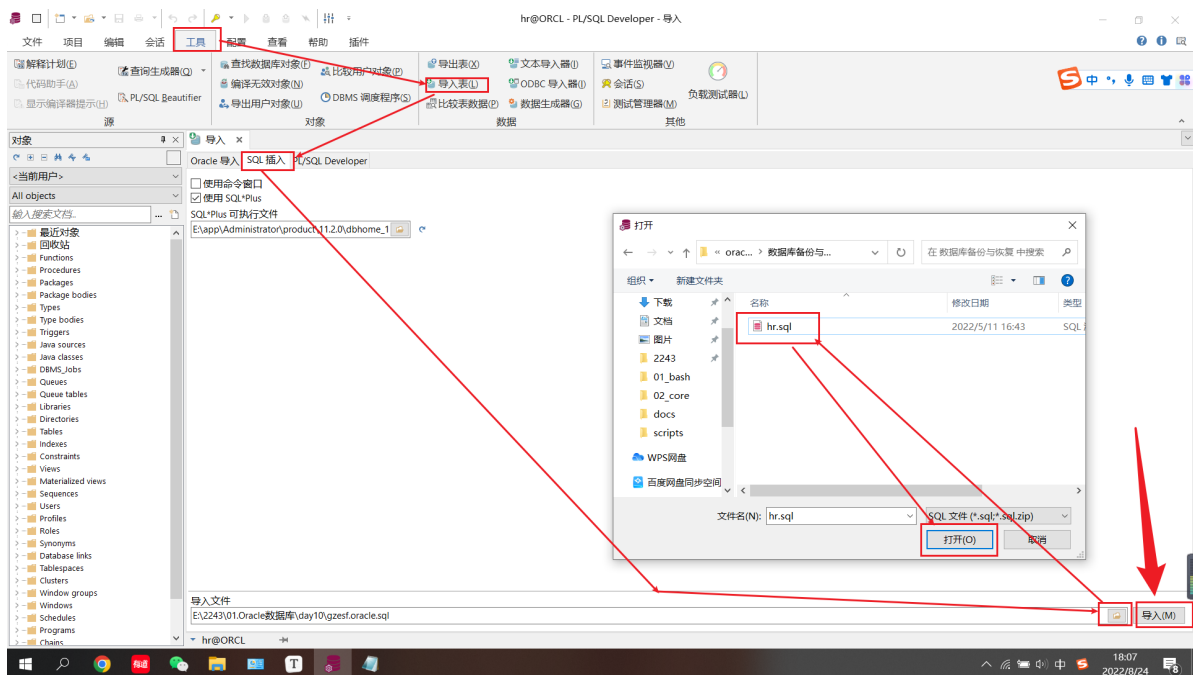 hr@ORCL - PL/SQL Developer - 导入
文件 项目 编辑 会话 工具 配置 查看 帮助 插件
解释计划(E)
代码助手(A)
显示编译器提示(H)
查询生成器(Q)
PL/SQL Beautifier
源
查找数据库对象(F)
编译无效对象(N)
导出用户对象(U)
比较用户对象(P)
DBMS 调度程序(S)
对象
导出表(X)
导入表(L)
比较表数据(P)
文本导入器(I)
ODBC 导入器(I)
数据生成器(G)
数据
事件监视器(V)
会话(S)
测试管理器(M)
负载测试器(L)
其他
中
对象
<当前用户>
All objects
输入搜索文档..
最近对象
回收站
Functions
Procedures
Packages
Package bodies
Types
Type bodies
Triggers
Java sources
Java classes
DBMS_Jobs
Queues
Queue tables
Libraries
Directories
Tables
Indexes
Constraints
Views
Materialized views
Sequences
Users
Profiles
Roles
Synonyms
Database links
Tablespaces
Clusters
Window groups
Windows
Schedules
Programs
Chains
导入
Oracle 导入 SQL 插入 PL/SQL Developer
使用命令窗口
使用 SQL*Plus
SQL*Plus 可执行文件
E:\app\Administrator\product\11.2.0\dbhome_1
打开
« orac... › 数据库备份与...
在 数据库备份与恢复 中搜索
组织 新建文件夹
下载
文档
图片
2243
01_bash
02_core
docs
scripts
WPS网盘
百度网盘同步空间
名称 修改日期 类型
hr.sql 2022/5/11 16:43 SQL
文件名(N): hr.sql SQL 文件 (*.sql;*.sql.zip)
打开(O) 取消
导入文件
E:\2243\01.Oracle数据库\day10\gzesf.oracle.sql
导入(M)
hr@ORCL
中
18:07
2022/8/24
8